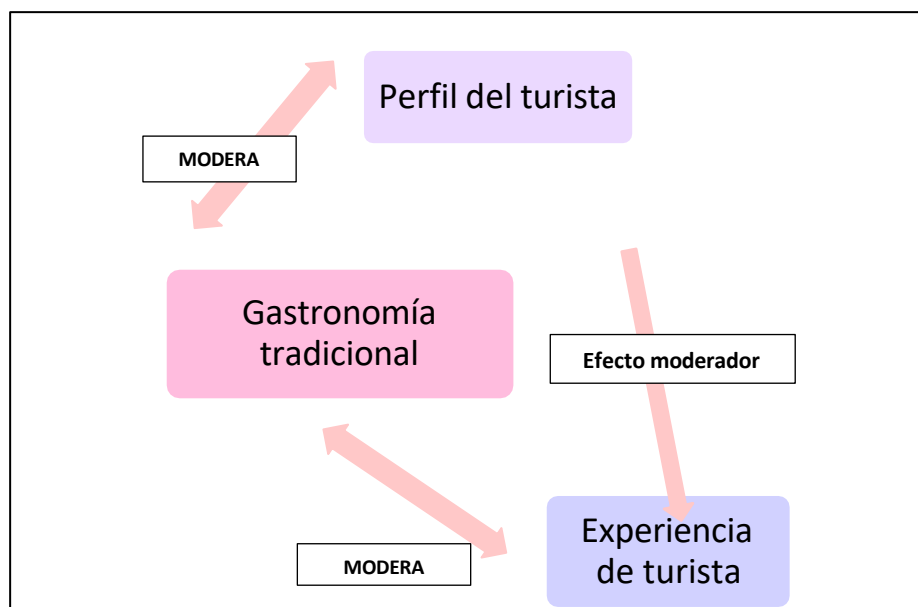 Perfil del turista
MODERA
Gastronomía
tradicional
Efecto moderador
Experiencia
de turista
MODERA